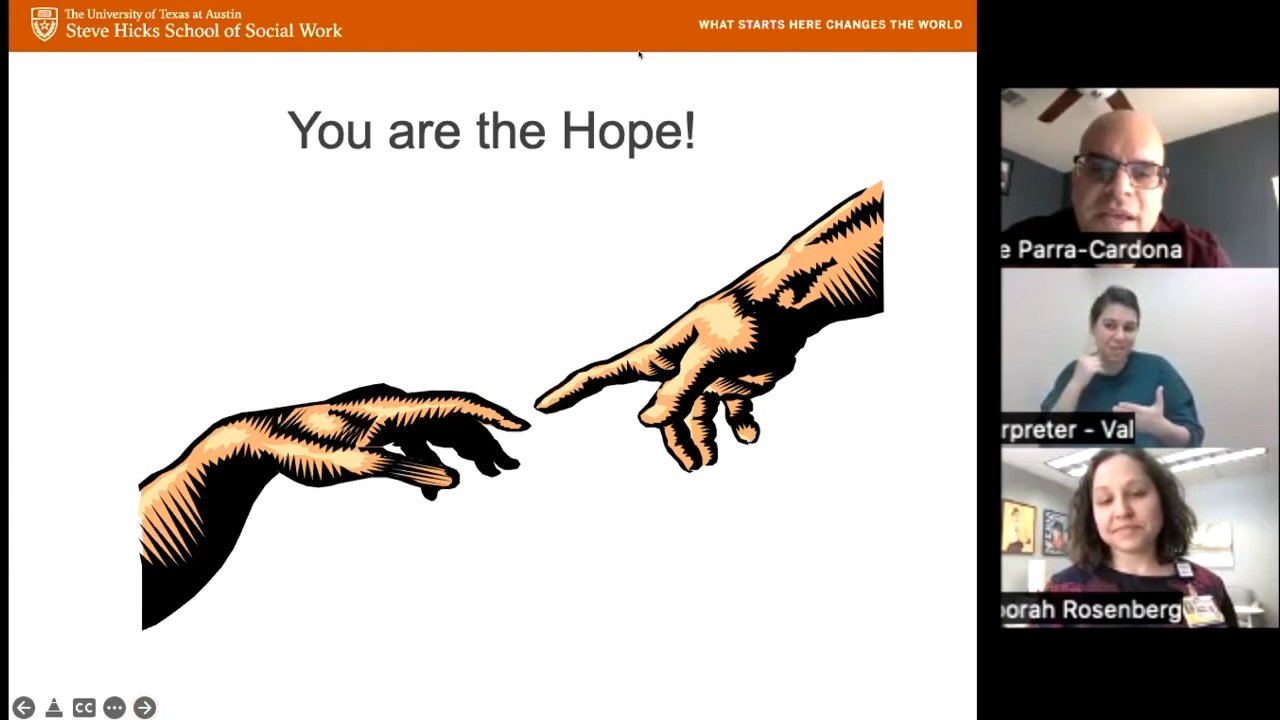 The University of Texas at Austin
Steve Hicks School of Social Work
WHAT STARTS HERE CHANGES THE WORLD
You are the Hope!
e Parra-Cardona
rpreter - Val
orah Rosenberg
CC